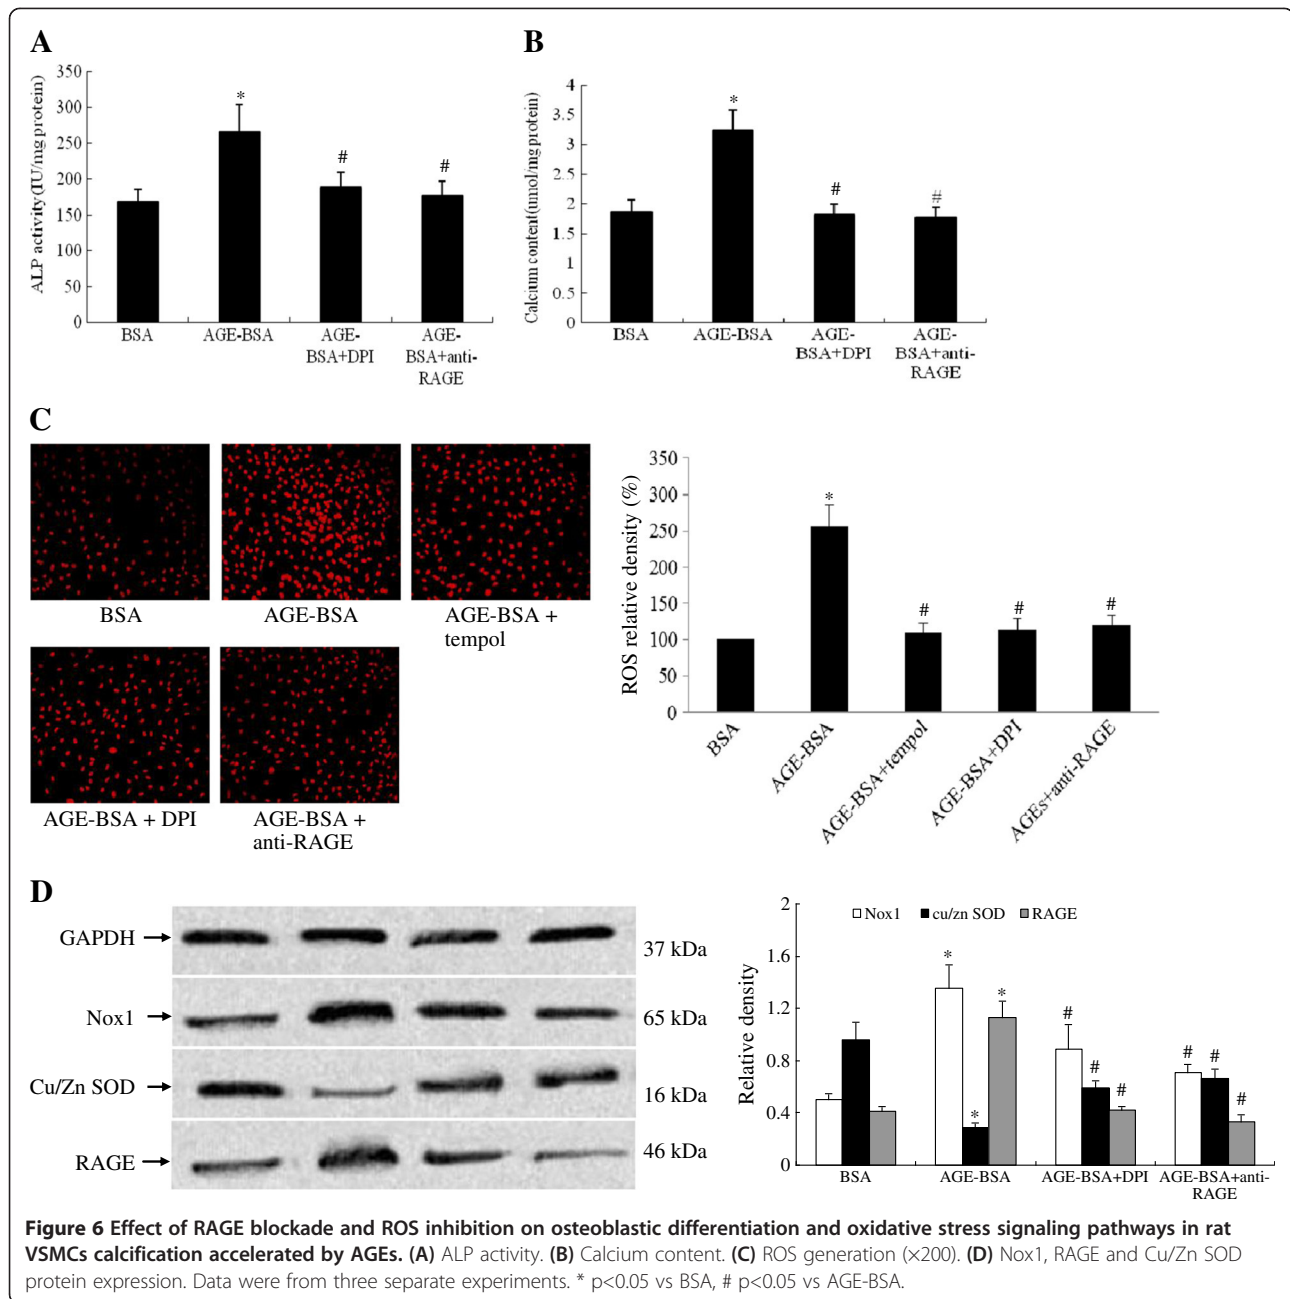 A
ALP activity(IU/mg protein)
350
300
250
200
150
100
50
0
*
#
#
BSA
AGE-BSA
AGE-
BSA+DPI
AGE-
BSA+anti-
RAGE
B
Calcium content(umol/mg protein)
4
3.5
3
2.5
2
1.5
1
0.5
0
*
#
#
BSA
AGE-BSA
AGE-
BSA+DPI
AGE-
BSA+anti-
RAGE
C
BSA
AGE-BSA
AGE-BSA +
tempol
AGE-BSA + DPI
AGE-BSA +
anti-RAGE
ROS relative density (%)
350
300
250
200
150
100
50
0
*
#
#
#
BSA
AGE-BSA
AGE-BSA+tempol
AGE-BSA+DPI
AGEs+anti-RAGE
D
GAPDH
37 kDa
Nox1
65 kDa
Cu/Zn SOD
16 kDa
RAGE
46 kDa
Relative density
2
1.6
1.2
0.8
0.4
0
Nox1 cu/zn SOD RAGE
*
*
*
#
#
#
#
#
#
BSA
AGE-BSA
AGE-BSA+DPI
AGE-BSA+anti-
RAGE
Figure 6 Effect of RAGE blockade and ROS inhibition on osteoblastic differentiation and oxidative stress signaling pathways in rat
VSMCs calcification accelerated by AGEs. (A) ALP activity. (B) Calcium content. (C) ROS generation (×200). (D) Nox1, RAGE and Cu/Zn SOD
protein expression. Data were from three separate experiments. * p<0.05 vs BSA, # p<0.05 vs AGE-BSA.